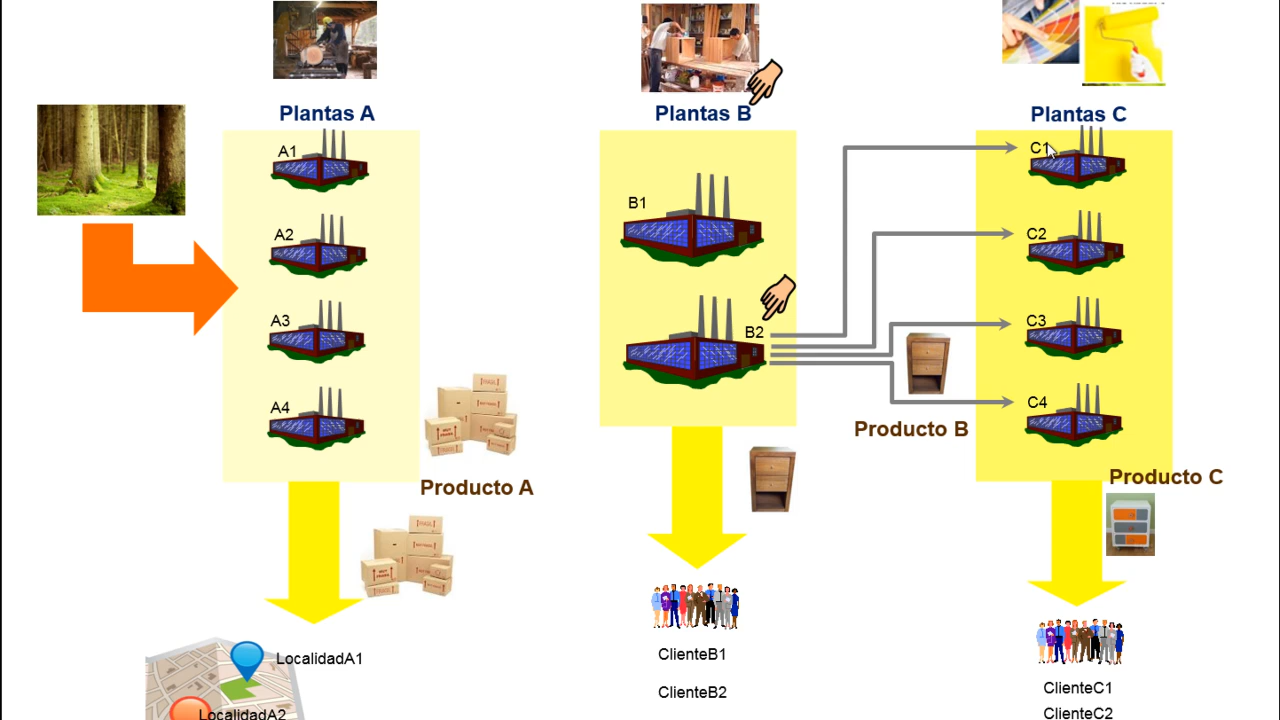 Plantas A
Plantas B
Plantas C
A1
A2
A3
A4
B1
B2
C1
C2
C3
C4
Producto A
Producto B
Producto C
LocalidadA1
LocalidadA2
ClienteB1
ClienteB2
ClienteC1
ClienteC2